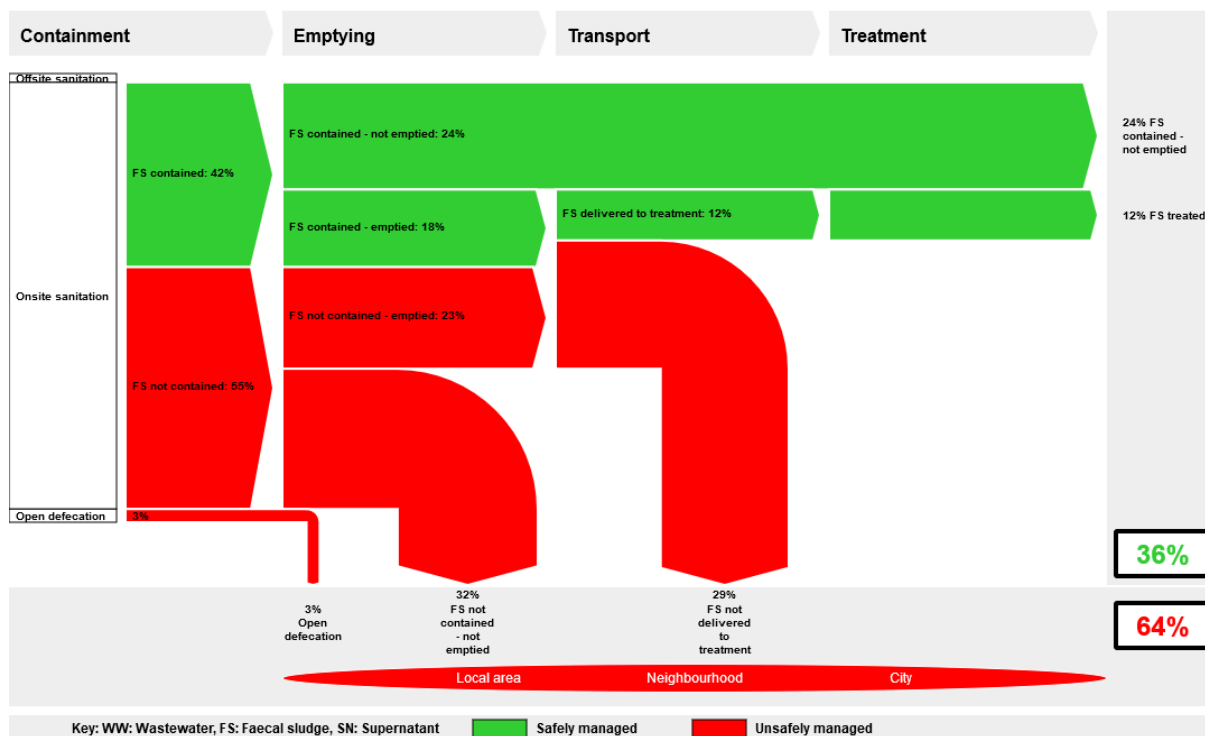 Containment
Emptying
Transport
Treatment
Offsite sanitation
FS contained - not emptied: 24%
24% FS
contained -
not emptied
FS contained: 42%
FS contained - emptied: 18%
FS delivered to treatment: 12%
12% FS treated
Onsite sanitation
FS not contained - emptied: 23%
FS not contained: 55%
Open defecation
3%
36%
3%
Open
defecation
32%
FS not
contained
- not
emptied
29%
FS not
delivered
to
treatment
64%
Local area
Neighbourhood
City
Key: WW: Wastewater, FS: Faecal sludge, SN: Supernatant
Safely managed
Unsafely managed